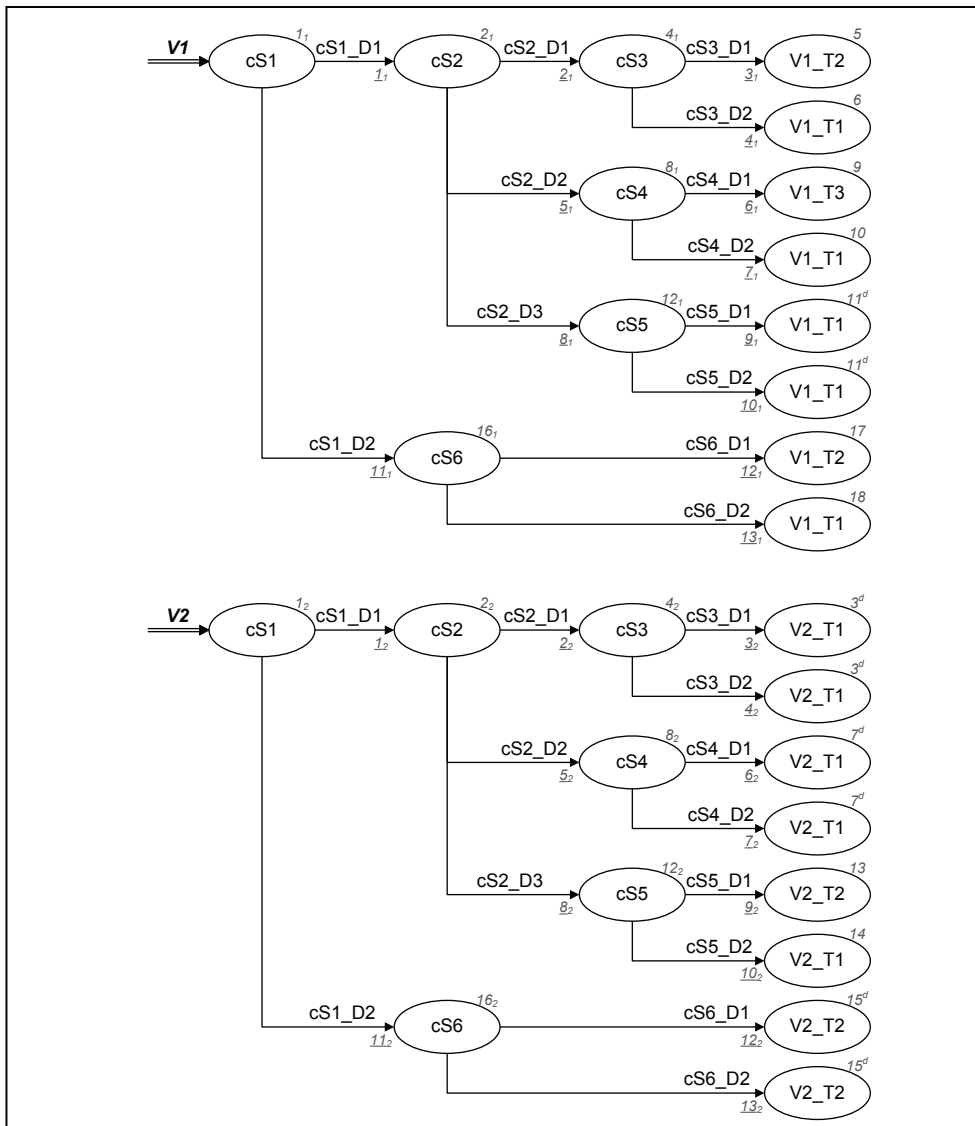 V1 cS1 1₁ cS1_D1 1₁ cS2 2₁ cS2_D1 2₁ cS3 4₁ cS3_D1 3₁ V1_T2 5
cS3_D2 4₁ V1_T1 6
cS2_D2 5₁ cS4 8₁ cS4_D1 6₁ V1_T3 9
cS4_D2 7₁ V1_T1 10
cS2_D3 8₁ cS5 12₁ cS5_D1 9₁ V1_T1 11ᵈ
cS5_D2 10₁ V1_T1 11ᵈ
cS1_D2 11₁ cS6 16₁ cS6_D1 12₁ V1_T2 17
cS6_D2 13₁ V1_T1 18
V2 cS1 1₂ cS1_D1 1₂ cS2 2₂ cS2_D1 2₂ cS3 4₂ cS3_D1 3₂ V2_T1 3ᵈ
cS3_D2 4₂ V2_T1 3ᵈ
cS2_D2 5₂ cS4 8₂ cS4_D1 6₂ V2_T1 7ᵈ
cS4_D2 7₂ V2_T1 7ᵈ
cS2_D3 8₂ cS5 12₂ cS5_D1 9₂ V2_T2 13
cS5_D2 10₂ V2_T1 14
cS1_D2 11₂ cS6 16₂ cS6_D1 12₂ V2_T2 15ᵈ
cS6_D2 13₂ V2_T2 15ᵈ